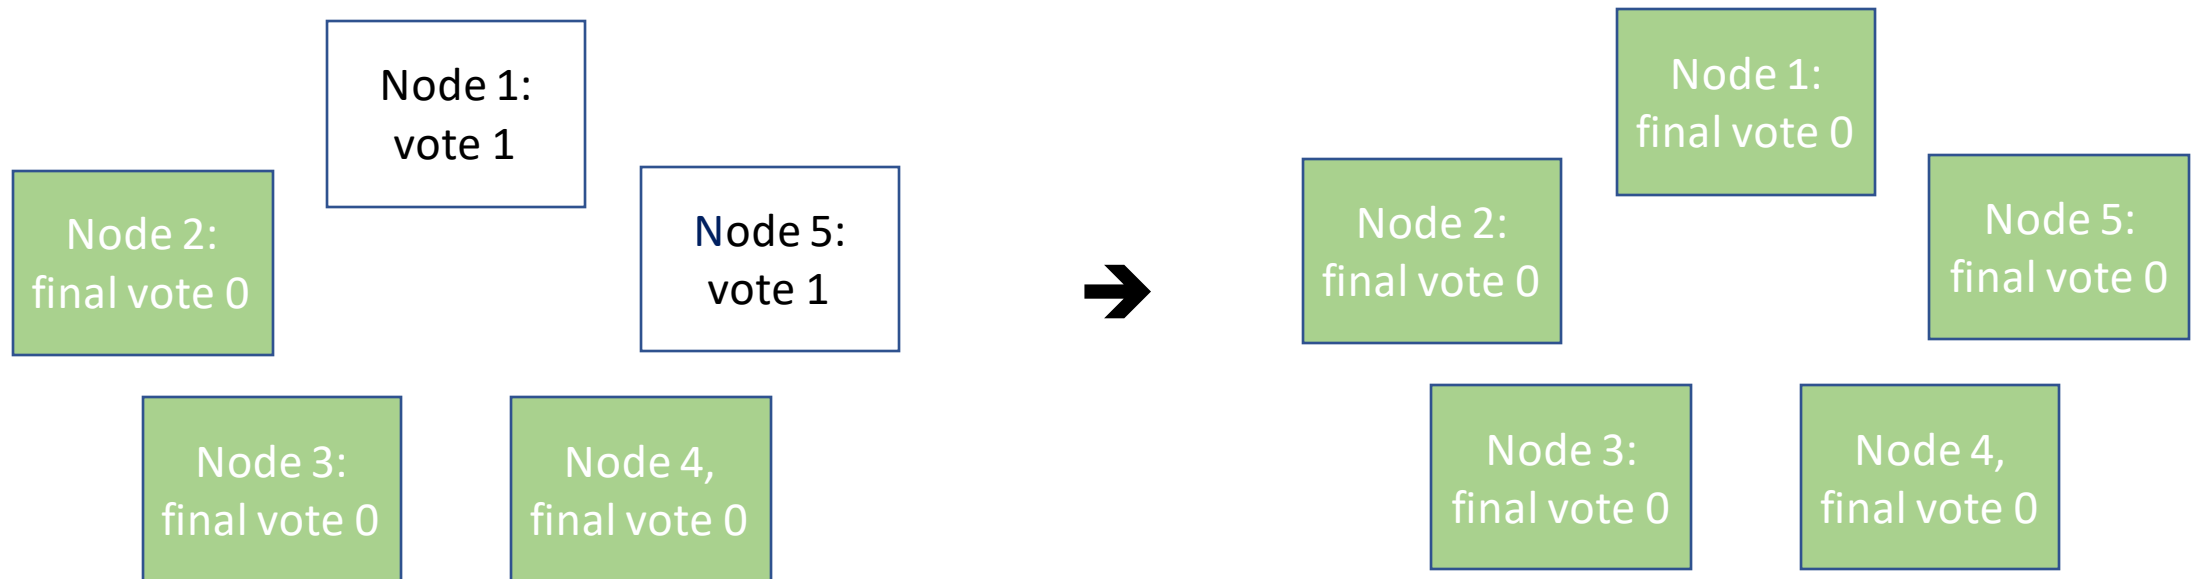 Node 1:
vote 1
Node 2:
final vote 0
Node 5:
vote 1
Node 3:
final vote 0
Node 4,
final vote 0
Node 1:
final vote 0
Node 2:
final vote 0
Node 5:
final vote 0
Node 3:
final vote 0
Node 4,
final vote 0